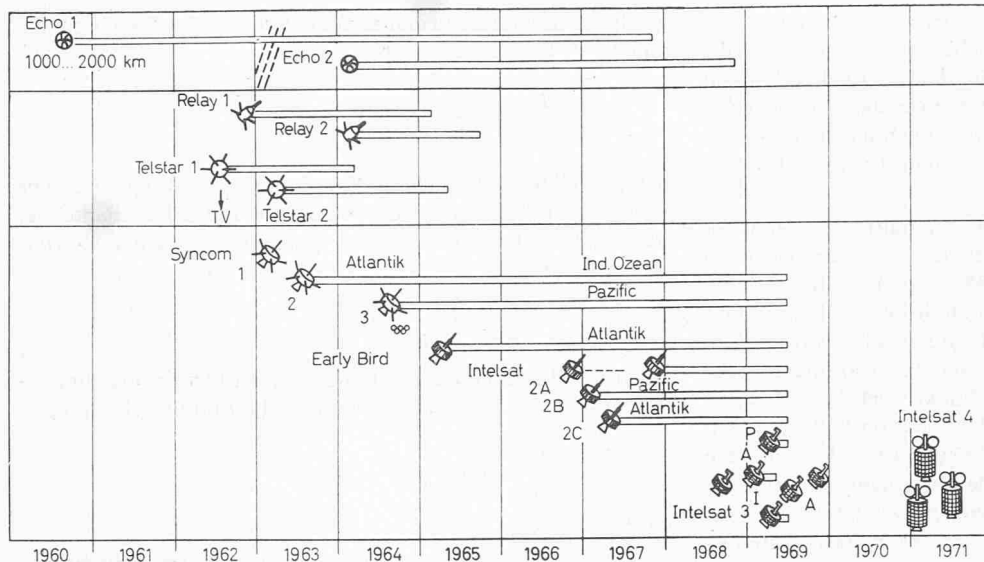 Echo 1
1000...2000 km
Echo 2
Relay 1
Relay 2
Telstar 1
TV
Telstar 2
Syncom
1
2
Atlantik
Ind. Ozean
3
Pazific
Early Bird
Atlantik
Intelsat
2A
Pazific
2B
Atlantik
2C
P
A
I
Intelsat 3
A
Intelsat 4
1960 1961 1962 1963 1964 1965 1966 1967 1968 1969 1970 1971